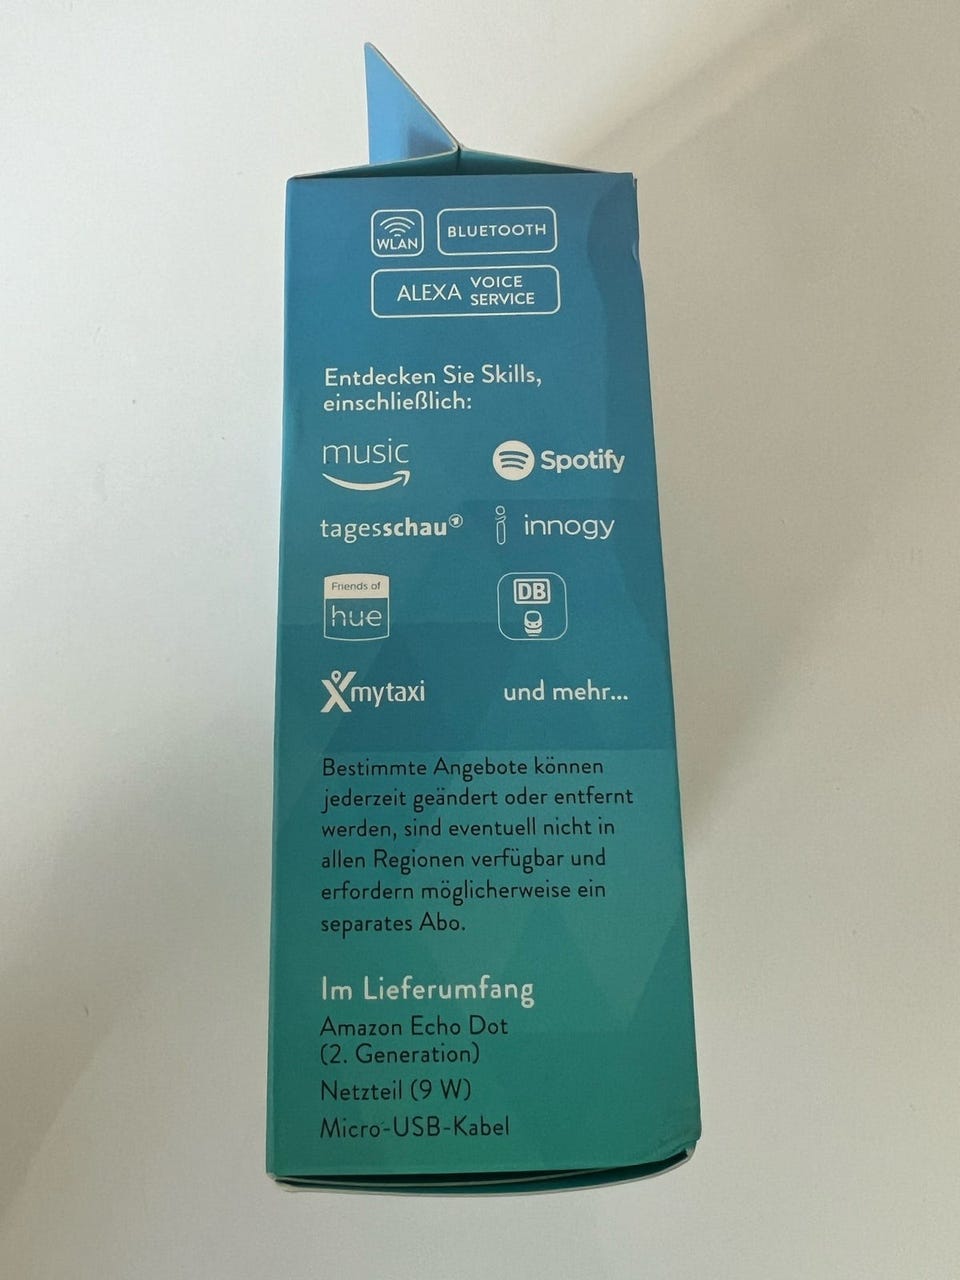 WLAN
BLUETOOTH
ALEXA VOICE SERVICE
Entdecken Sie Skills,
einschließlich:
music
Spotify
tagesschau
innogy
Friends of
hue
DB
mytaxi
und mehr...
Bestimmte Angebote können
jederzeit geändert oder entfernt
werden, sind eventuell nicht in
allen Regionen verfügbar und
erfordern möglicherweise ein
separates Abo.
Im Lieferumfang
Amazon Echo Dot
(2. Generation)
Netzteil (9 W)
Micro-USB-Kabel